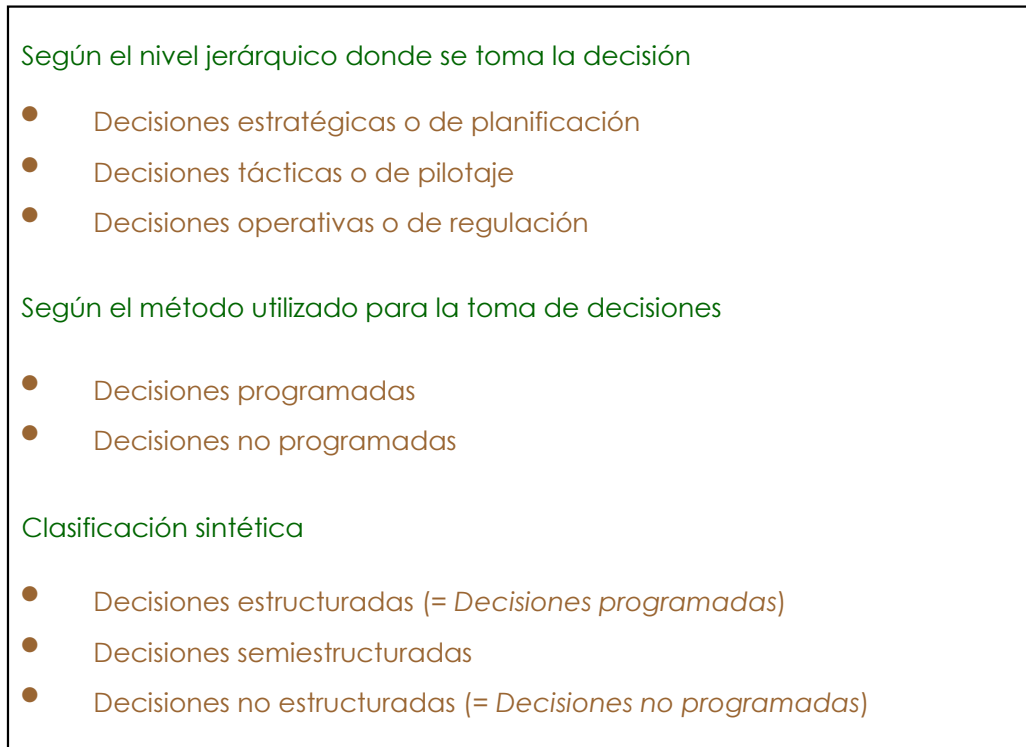 Según el nivel jerárquico donde se toma la decisión
• Decisiones estratégicas o de planificación
• Decisiones tácticas o de pilotaje
• Decisiones operativas o de regulación
Según el método utilizado para la toma de decisiones
• Decisiones programadas
• Decisiones no programadas
Clasificación sintética
• Decisiones estructuradas (= Decisiones programadas)
• Decisiones semiestructuradas
• Decisiones no estructuradas (= Decisiones no programadas)